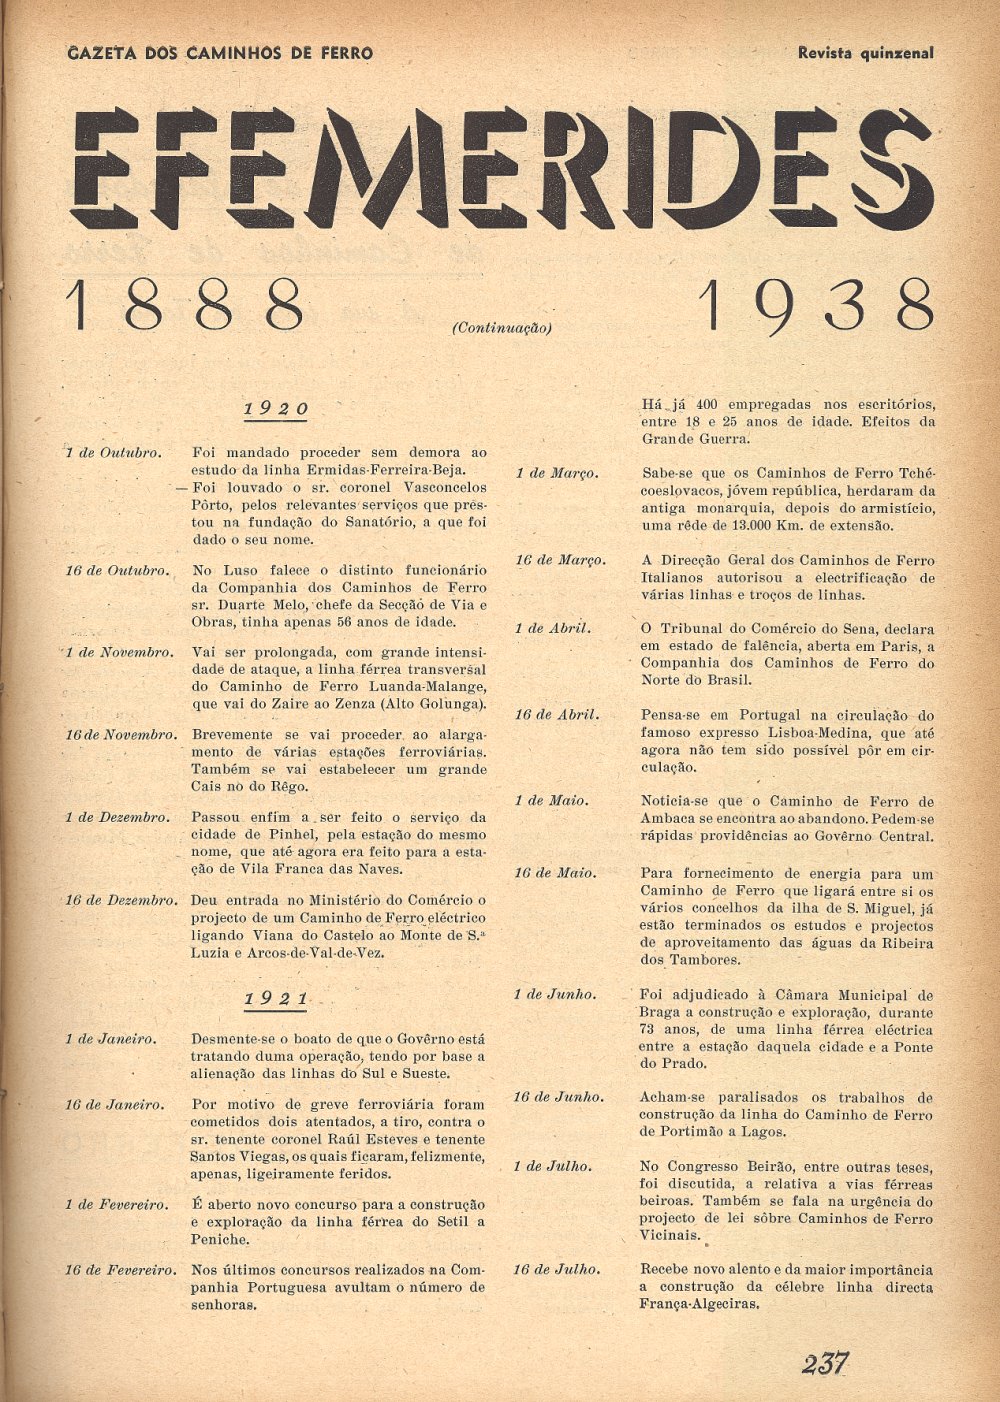 GAZETA DOS CAMINHOS DE FERRO
Revista quinzenal
EFEMERIDES
1888
(Continuação)
1938
1920
1 de Outubro. Foi mandado proceder sem demora ao
estudo da linha Ermidas-Ferreira-Beja.
— Foi louvado o sr. coronel Vasconcelos
Pôrto, pelos relevantes serviços que pres-
tou na fundação do Sanatório, a que foi
dado o seu nome.
16 de Outubro. No Luso falece o distinto funcionário
da Companhia dos Caminhos de Ferro
sr. Duarte Melo, chefe da Secção de Via e
Obras, tinha apenas 56 anos de idade.
1 de Novembro. Vai ser prolongada, com grande intensi-
dade de ataque, a linha férrea transversal
do Caminho de Ferro Luanda-Malange,
que vai do Zaire ao Zenza (Alto Golunga).
16 de Novembro. Brevemente se vai proceder ao alarga-
mento de várias estações ferroviárias.
Também se vai estabelecer um grande
Cais no do Rêgo.
1 de Dezembro. Passou enfim a ser feito o serviço da
cidade de Pinhel, pela estação do mesmo
nome, que até agora era feito para a esta-
ção de Vila Franca das Naves.
16 de Dezembro. Deu entrada no Ministério do Comércio o
projecto de um Caminho de Ferro eléctrico
ligando Viana do Castelo ao Monte de S.ª
Luzia e Arcos-de-Val-de-Vez.
1921
1 de Janeiro. Desmente-se o boato de que o Govêrno está
tratando duma operação, tendo por base a
alienação das linhas do Sul e Sueste.
16 de Janeiro. Por motivo de greve ferroviária foram
cometidos dois atentados, a tiro, contra o
sr. tenente coronel Raúl Esteves e tenente
Santos Viegas, os quais ficaram, felizmente,
apenas, ligeiramente feridos.
1 de Fevereiro. É aberto novo concurso para a construção
e exploração da linha férrea do Setil a
Peniche.
16 de Fevereiro. Nos últimos concursos realizados na Com-
panhia Portuguesa avultam o número de
senhoras.
Há já 400 empregadas nos escritórios,
entre 18 e 25 anos de idade. Efeitos da
Grande Guerra.
1 de Março. Sabe-se que os Caminhos de Ferro Tché-
coeslovacos, jóvem república, herdaram da
antiga monarquia, depois do armistício,
uma rêde de 13.000 Km. de extensão.
16 de Março. A Direcção Geral dos Caminhos de Ferro
Italianos autorisou a electrificação de
várias linhas e troços de linhas.
1 de Abril. O Tribunal do Comércio do Sena, declara
em estado de falência, aberta em Paris, a
Companhia dos Caminhos de Ferro do
Norte do Brasil.
16 de Abril. Pensa-se em Portugal na circulação do
famoso expresso Lisboa-Medina, que até
agora não tem sido possível pôr em cir-
culação.
1 de Maio. Noticia-se que o Caminho de Ferro de
Ambaca se encontra ao abandono. Pedem-se
rápidas providências ao Govêrno Central.
16 de Maio. Para fornecimento de energia para um
Caminho de Ferro que ligará entre si os
vários concelhos da ilha de S. Miguel, já
estão terminados os estudos e projectos
de aproveitamento das águas da Ribeira
dos Tambores.
1 de Junho. Foi adjudicado à Câmara Municipal de
Braga a construção e exploração, durante
73 anos, de uma linha férrea eléctrica
entre a estação daquela cidade e a Ponte
do Prado.
16 de Junho. Acham-se paralisados os trabalhos de
construção da linha do Caminho de Ferro
de Portimão a Lagos.
1 de Julho. No Congresso Beirão, entre outras teses,
foi discutida, a relativa a vias férreas
beiroas. Também se fala na urgência do
projecto de lei sôbre Caminhos de Ferro
Vicinais.
16 de Julho. Recebe novo alento e da maior importância
a construção da célebre linha directa
França-Algeciras.
237